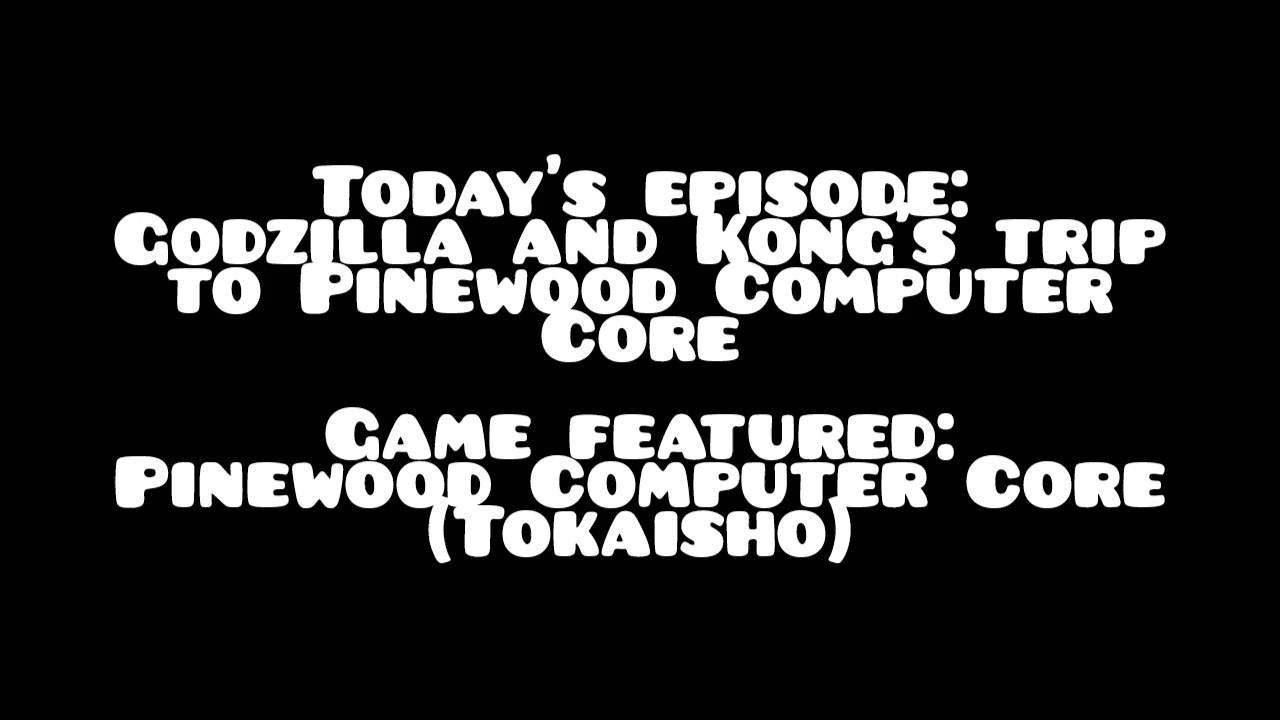 Today's episode:
Godzilla and Kong's trip
to Pinewood Computer
Core
Game featured:
Pinewood Computer Core
(Tokaisho)